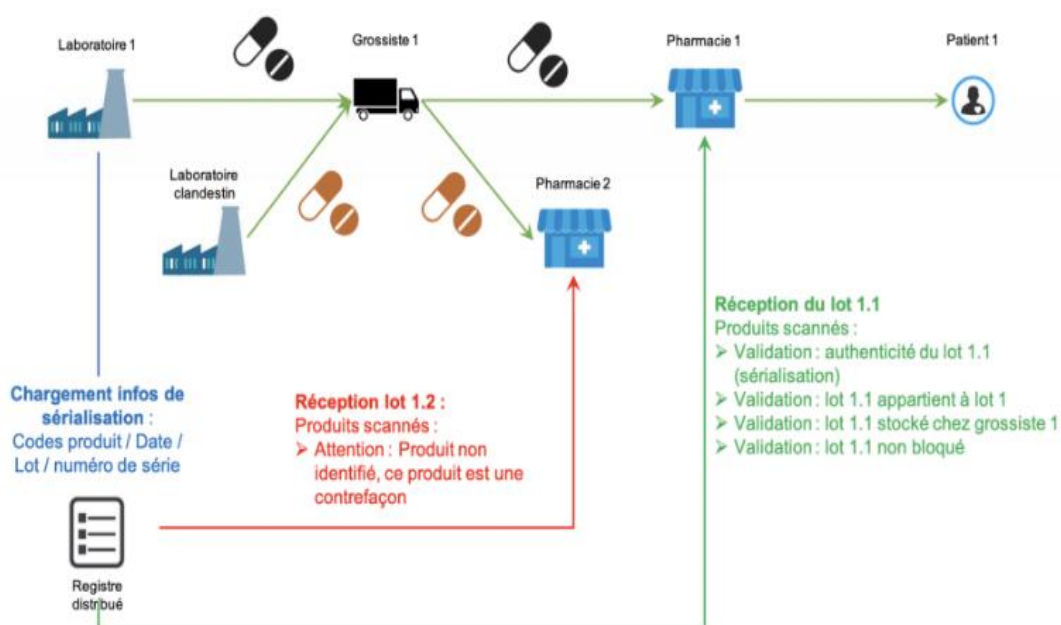 Laboratoire 1
Grossiste 1
Pharmacie 1
Patient 1
Laboratoire
clandestin
Pharmacie 2
Chargement infos de
sérialisation :
Codes produit / Date /
Lot / numéro de série
Réception lot 1.2 :
Produits scannés :
➢ Attention : Produit non
identifié, ce produit est une
contrefaçon
Réception du lot 1.1
Produits scannés :
➢ Validation : authenticité du lot 1.1
(sérialisation)
➢ Validation : lot 1.1 appartient à lot 1
➢ Validation : lot 1.1 stocké chez grossiste 1
➢ Validation : lot 1.1 non bloqué
Registre
distribué